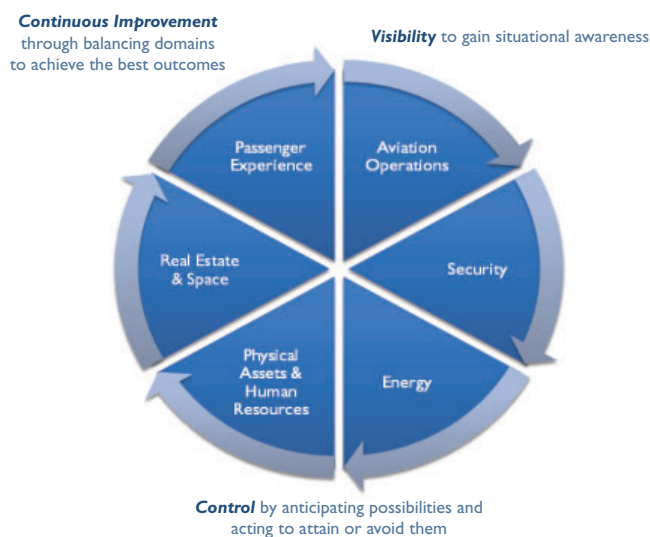 Continuous Improvement
through balancing domains
to achieve the best outcomes
Visibility to gain situational awareness
Passenger
Experience
Aviation
Operations
Real Estate
& Space
Security
Physical
Assets &
Human
Resources
Energy
Control by anticipating possibilities and
acting to attain or avoid them